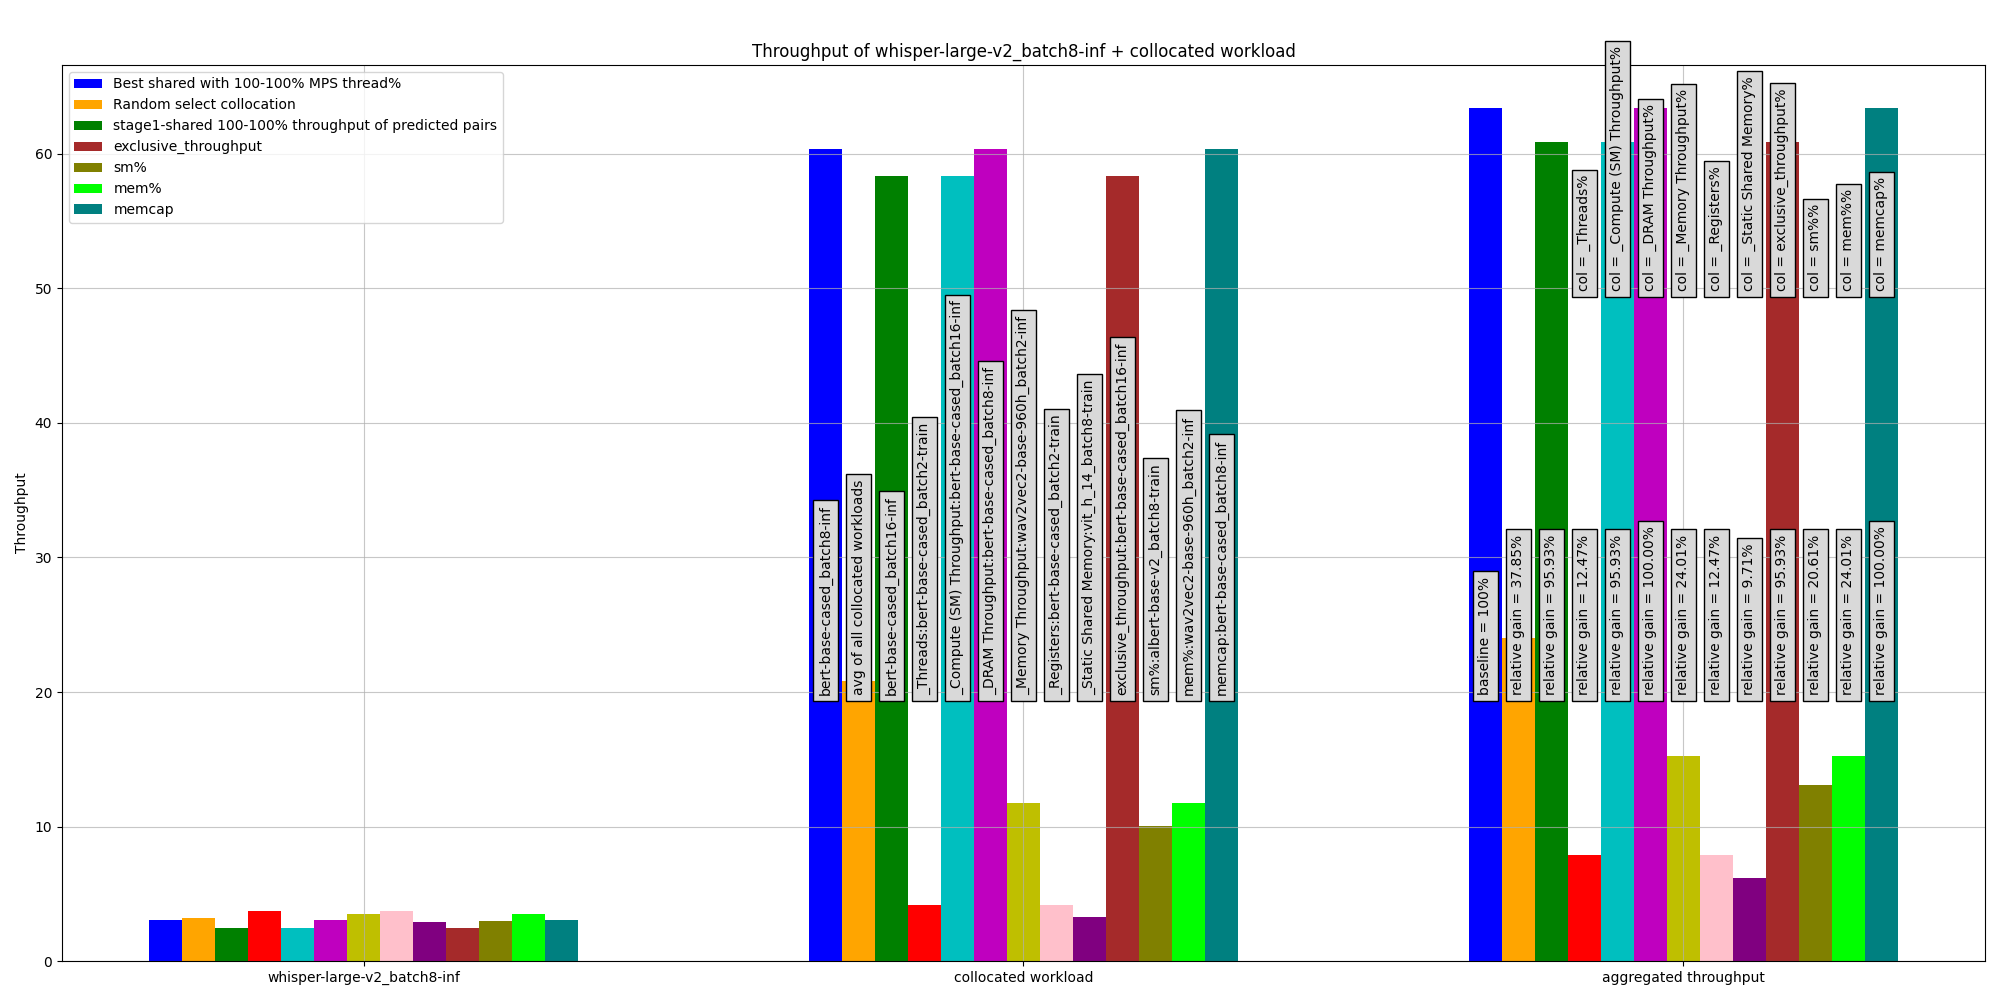 Throughput of whisper-large-v2_batch8-inf + collocated workload
Best shared with 100-100% MPS thread%
Random select collocation
stage1-shared 100-100% throughput of predicted pairs
exclusive_throughput
sm%
mem%
memcap
Throughput
60
50
40
30
20
10
0
bert-base-cased_batch8-inf
avg of all collocated workloads
bert-base-cased_batch16-inf
_Threads:bert-base-cased_batch2-train
_Compute (SM) Throughput:bert-base-cased_batch16-inf
_DRAM Throughput:bert-base-cased_batch8-inf
_Memory Throughput:wav2vec2-base-960h_batch2-inf
_Registers:bert-base-cased_batch2-train
_Static Shared Memory:vit_h_14_batch8-train
exclusive_throughput:bert-base-cased_batch16-inf
sm%:albert-base-v2_batch8-train
mem%:wav2vec2-base-960h_batch2-inf
memcap:bert-base-cased_batch8-inf
col = _Threads%
col = _Compute (SM) Throughput%
col = _DRAM Throughput%
col = _Memory Throughput%
col = _Registers%
col = _Static Shared Memory%
col = exclusive_throughput%
col = sm%%
col = mem%%
col = memcap%
baseline = 100%
relative gain = 37.85%
relative gain = 95.93%
relative gain = 12.47%
relative gain = 95.93%
relative gain = 100.00%
relative gain = 24.01%
relative gain = 12.47%
relative gain = 9.71%
relative gain = 95.93%
relative gain = 20.61%
relative gain = 24.01%
relative gain = 100.00%
whisper-large-v2_batch8-inf
collocated workload
aggregated throughput